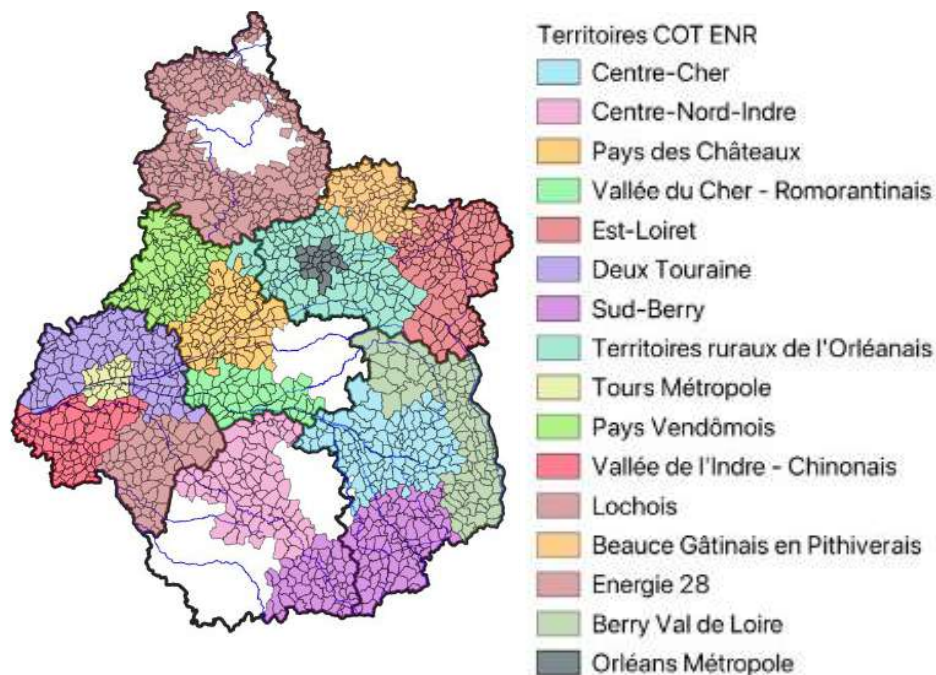 Territoires COT ENR
Centre-Cher
Centre-Nord-Indre
Pays des Châteaux
Vallée du Cher - Romorantinais
Est-Loiret
Deux Touraine
Sud-Berry
Territoires ruraux de l'Orléanais
Tours Métropole
Pays Vendômois
Vallée de l'Indre - Chinonais
Lochois
Beauce Gâtinais en Pithiverais
Energie 28
Berry Val de Loire
Orléans Métropole